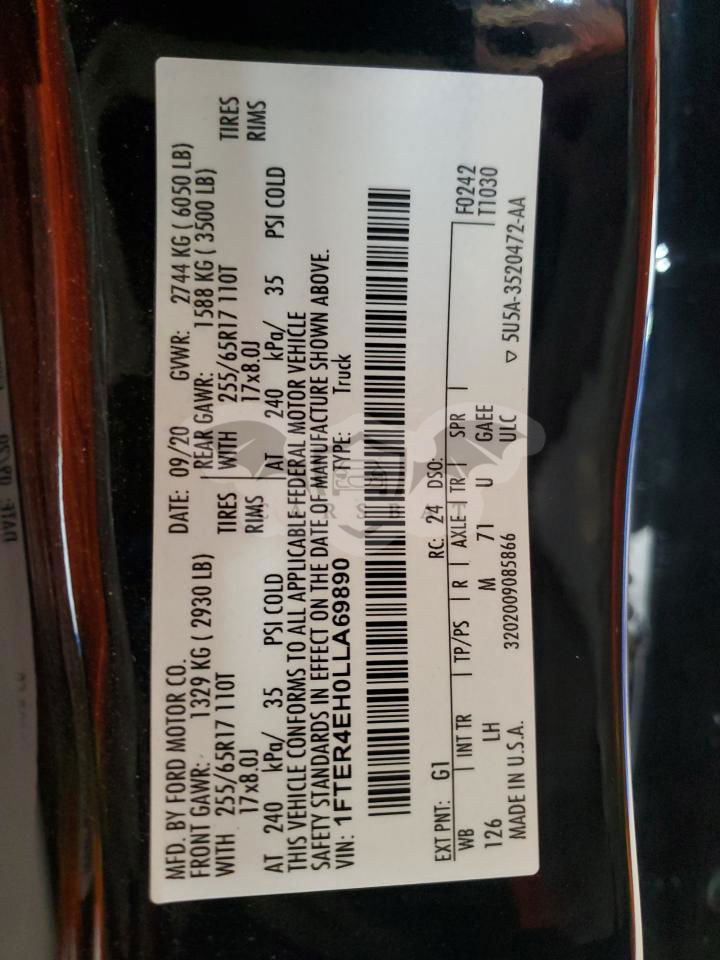 MFD. BY FORD MOTOR CO. DATE: 09/20 GVWR: 2744 KG ( 6050 LB)
FRONT GAWR: 1329 KG ( 2930 LB) REAR GAWR: 1588 KG ( 3500 LB)
WITH 255/65R17 110T TIRES WITH 255/65R17 110T TIRES
17x8.0J RIMS 17x8.0J RIMS
AT 240 kPa/ 35 PSI COLD AT 240 kPa/ 35 PSI COLD
THIS VEHICLE CONFORMS TO ALL APPLICABLE FEDERAL MOTOR VEHICLE
SAFETY STANDARDS IN EFFECT ON THE DATE OF MANUFACTURE SHOWN ABOVE.
VIN: 1FTER4EH0LLA69890 TYPE: Truck
CARSBAT
EXT PNT: G1 RC: 24 DSO: F0242
WB INT TR TP/PS R AXLE TR SPR T1030
126 LH M 71 U GAEE
MADE IN U.S.A. 3202009085866 ULC ▽ 5U5A-3520472-AA